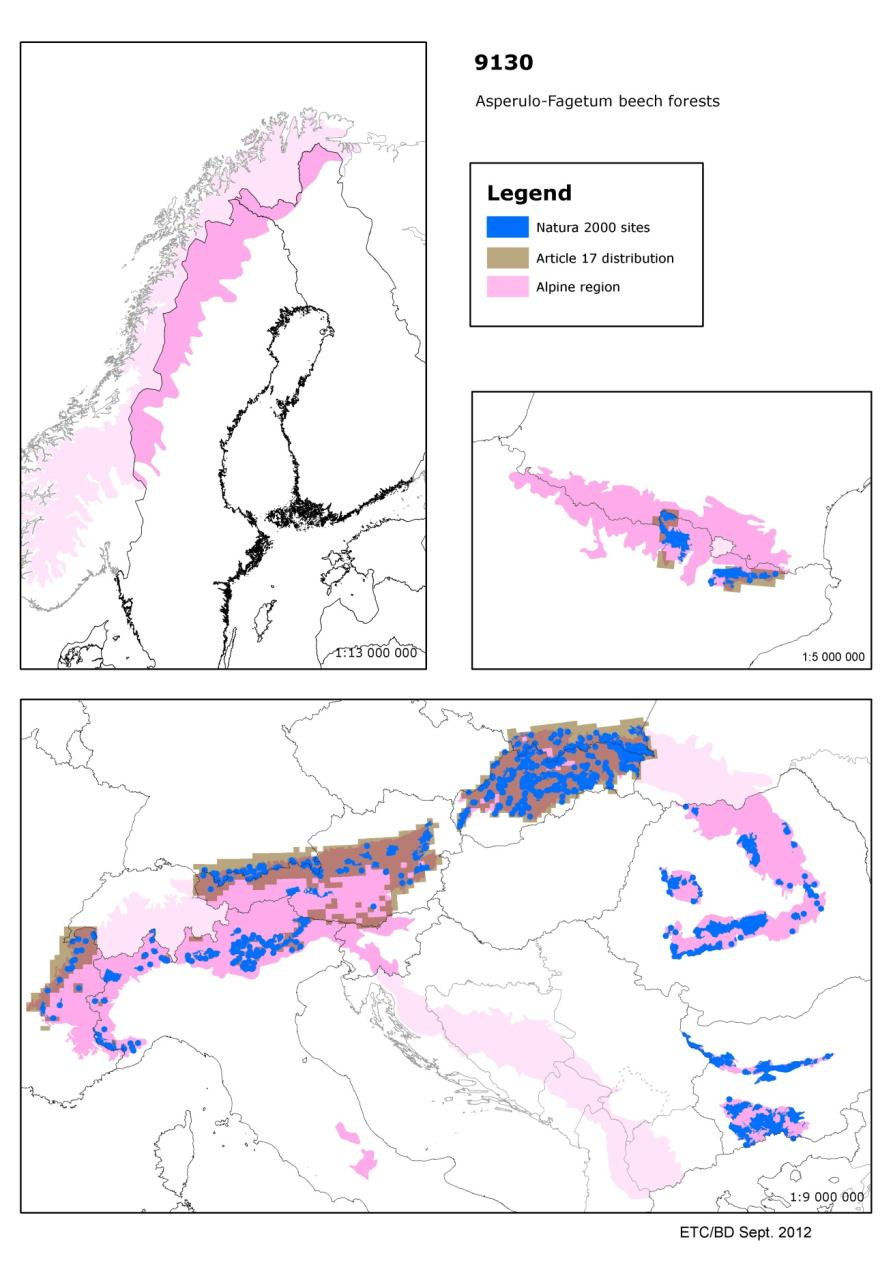 9130
Asperulo-Fagetum beech forests
Legend
Natura 2000 sites
Article 17 distribution
Alpine region
1:13 000 000
1:5 000 000
1:9 000 000
ETC/BD Sept. 2012